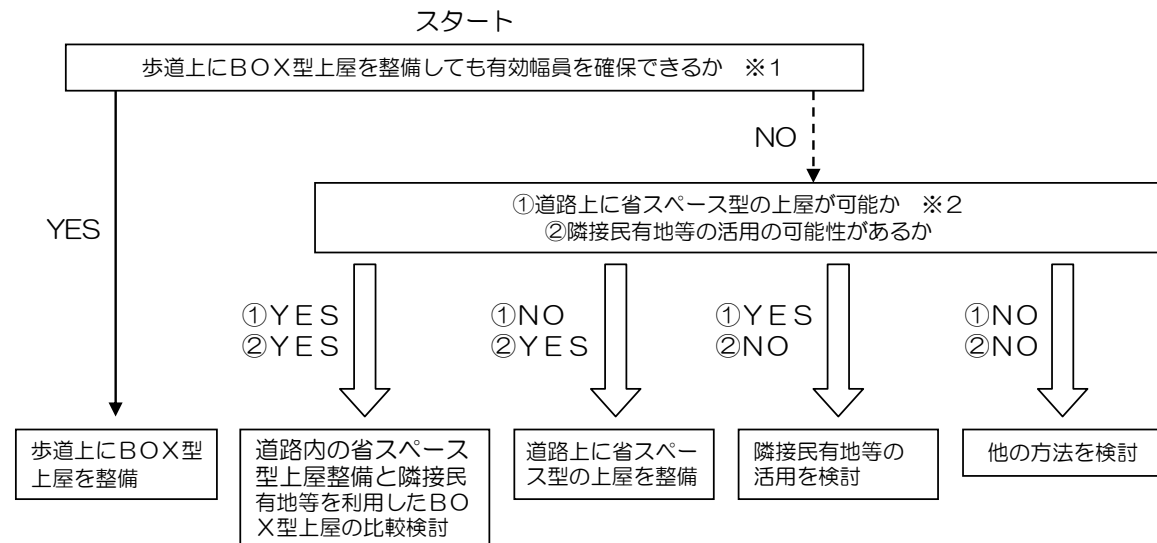 スタート
歩道上にＢＯＸ型上屋を整備しても有効幅員を確保できるか　※１
NO
YES
①道路上に省スペース型の上屋が可能か　※２
②隣接民有地等の活用の可能性があるか
①ＹＥＳ
②ＹＥＳ
①ＮＯ
②ＹＥＳ
①ＹＥＳ
②ＮＯ
①ＮＯ
②ＮＯ
歩道上にＢＯＸ型
上屋を整備
道路内の省スペース
型上屋整備と隣接民
有地等を利用したＢＯ
Ｘ型上屋の比較検討
道路上に省スペー
ス型の上屋を整備
隣接民有地等の
活用を検討
他の方法を検討